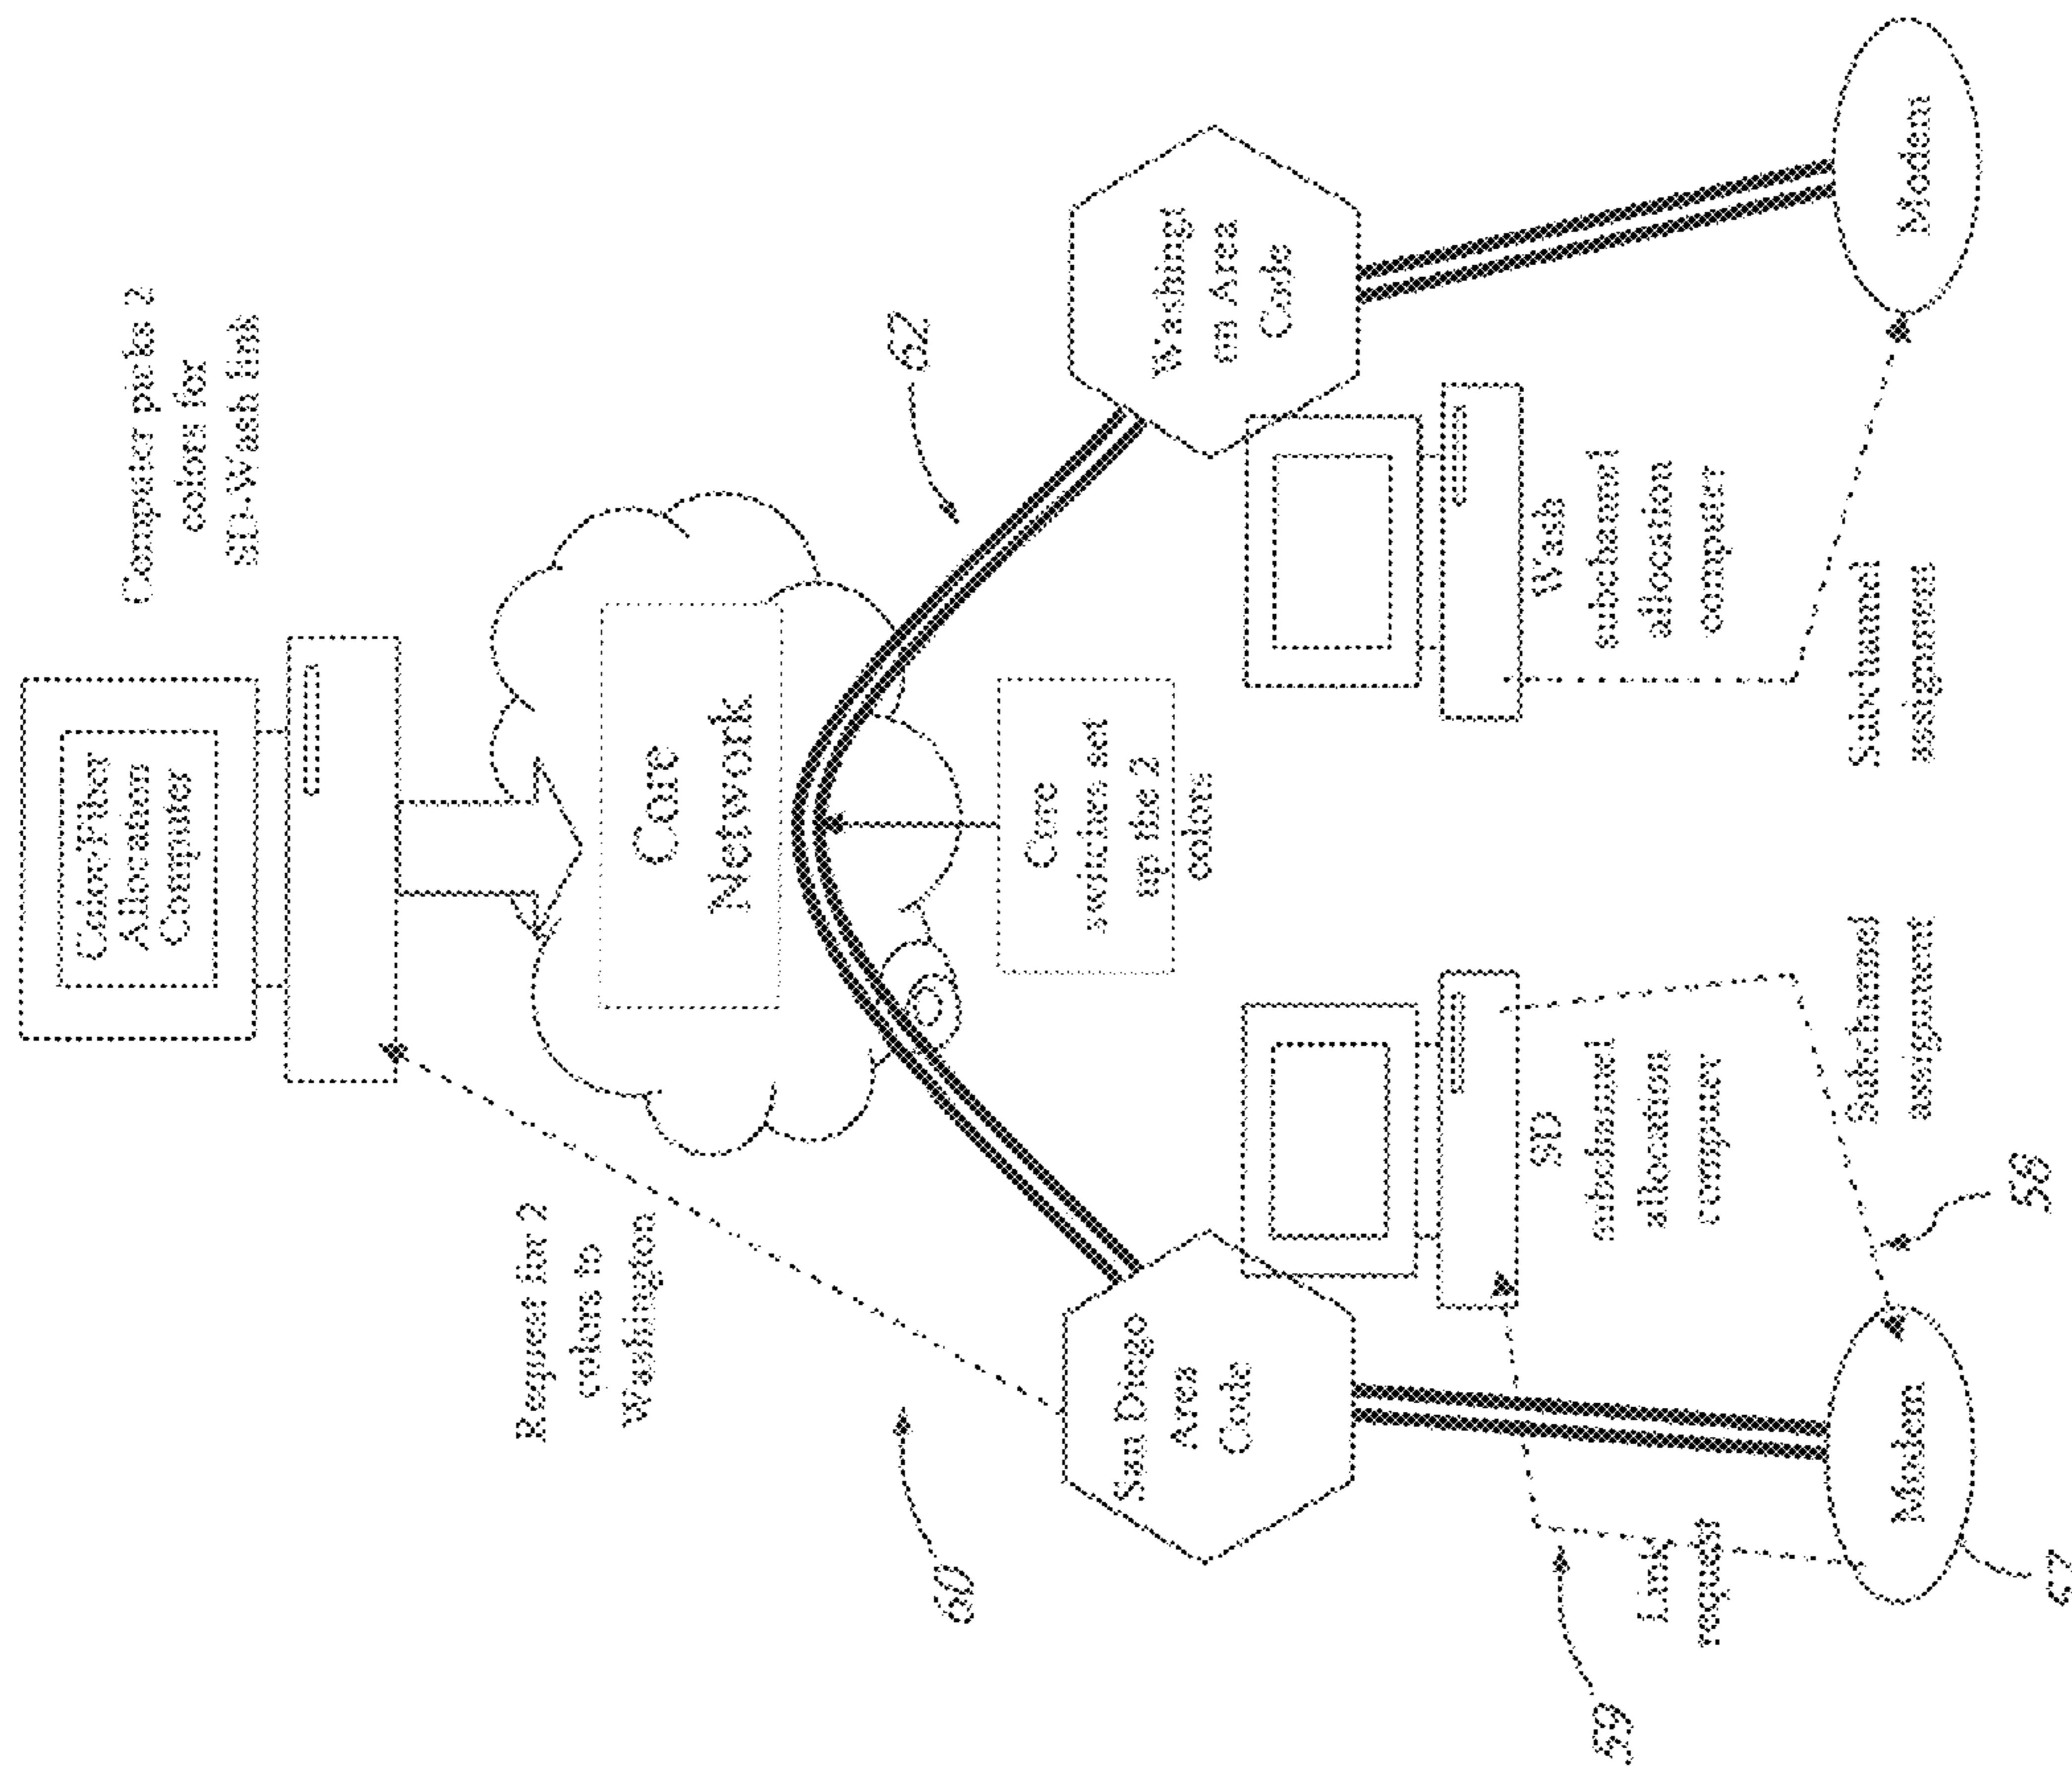 Computer picks 2
colors for
SD-Wash link
Color-Fiber
Allocation
Computer
Core
Network
62
Washingt
on Area
Code
Modem
Core
switches set
up the 2
colors
Wash
subchannel
allocation
computer
Subchannel
assignment
Request for 2
colors to
Washington
60
San Diego
Area
Code
SD
subchannel
allocation
computer
Subchannel
assignment
58
Modem
Link
request
59